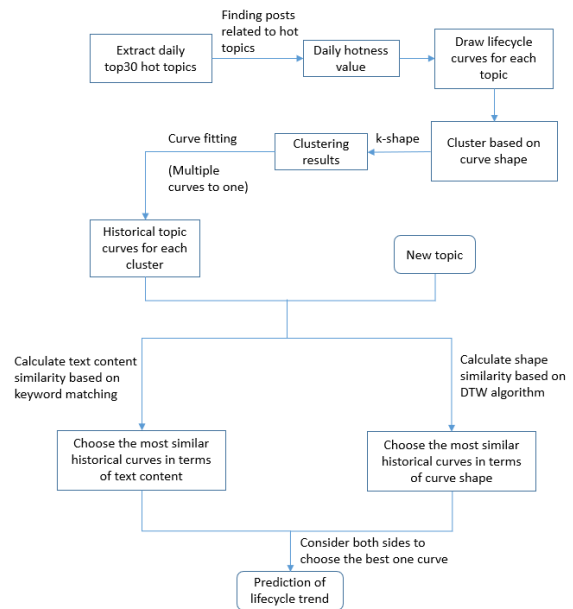 Finding posts
related to hot
topics
Extract daily
top30 hot topics
Daily hotness
value
Draw lifecycle
curves for each
topic
Cluster based on
curve shape
k-shape
Clustering
results
Curve fitting
(Multiple
curves to one)
Historical topic
curves for each
cluster
New topic
Calculate text content
similarity based on
keyword matching
Calculate shape
similarity based on
DTW algorithm
Choose the most similar
historical curves in terms
of text content
Choose the most similar
historical curves in terms
of curve shape
Consider both sides to
choose the best one curve
Prediction of
lifecycle trend